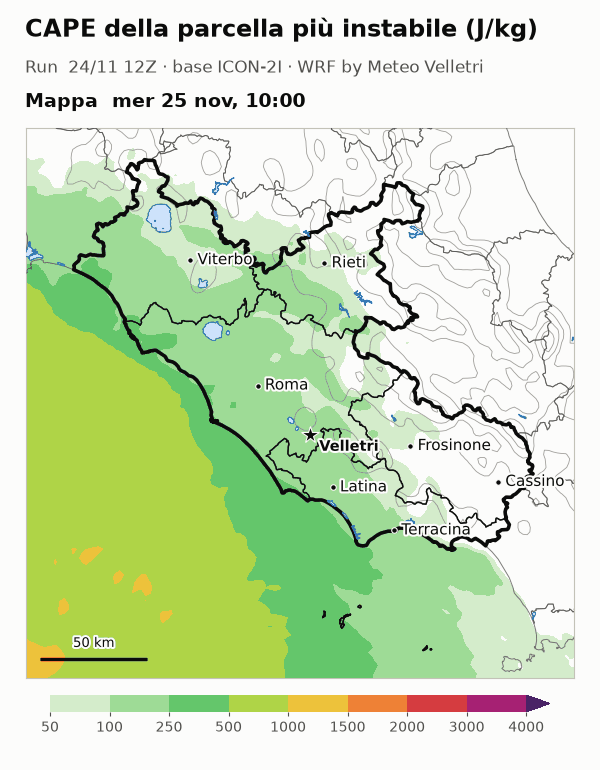 CAPE della parcella più instabile (J/kg)
Run  24/11 12Z · base ICON-2I · WRF by Meteo Velletri
Mappa  mer 25 nov, 10:00
Viterbo
Rieti
Roma
Velletri
Frosinone
Cassino
Latina
Terracina
50 km
50 100 250 500 1000 1500 2000 3000 4000